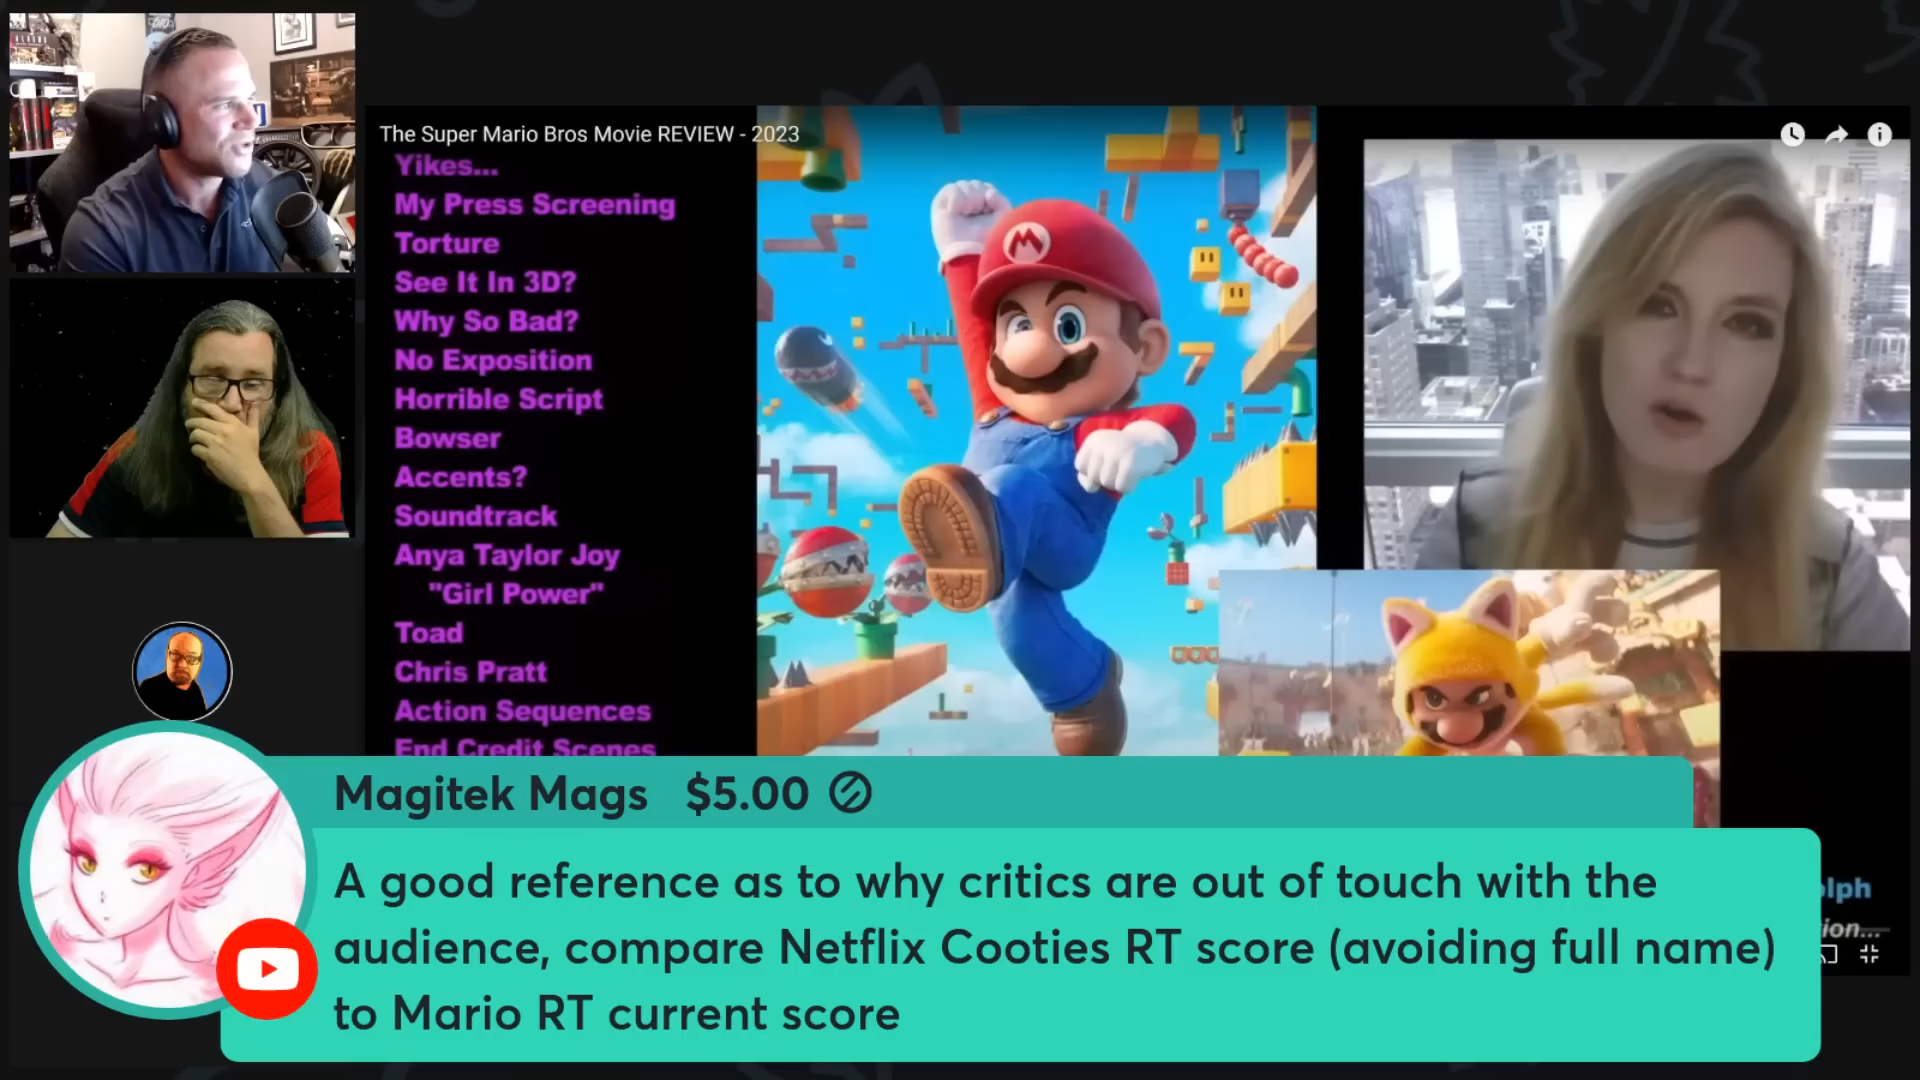 The Super Mario Bros Movie REVIEW - 2023
Yikes...
My Press Screening
Torture
See It In 3D?
Why So Bad?
No Exposition
Horrible Script
Bowser
Accents?
Soundtrack
Anya Taylor Joy
"Girl Power"
Toad
Chris Pratt
Action Sequences
End Credit Scenes
M
Magitek Mags $5.00
A good reference as to why critics are out of touch with the
audience, compare Netflix Cooties RT score (avoiding full name)
to Mario RT current score
olph
ion...